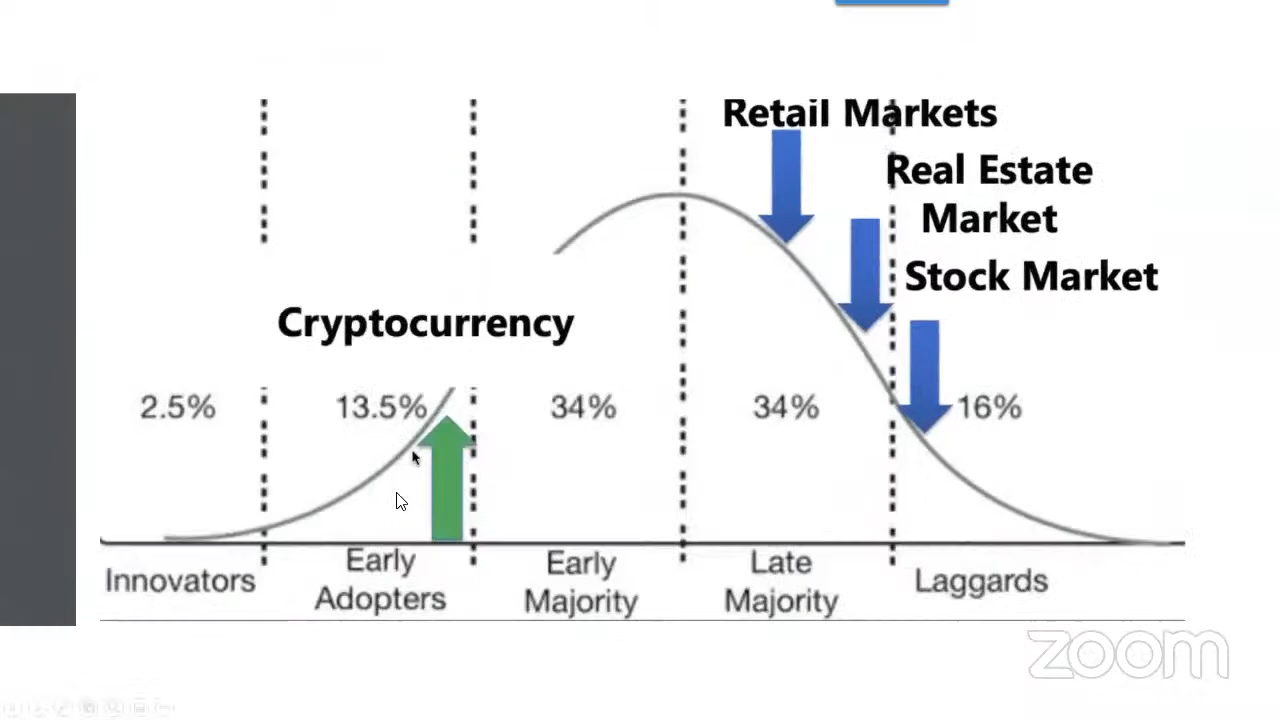 Retail Markets
Real Estate
Market
Stock Market
Cryptocurrency
2.5%
13.5%
34%
34%
16%
Innovators
Early
Adopters
Early
Majority
Late
Majority
Laggards
zoom